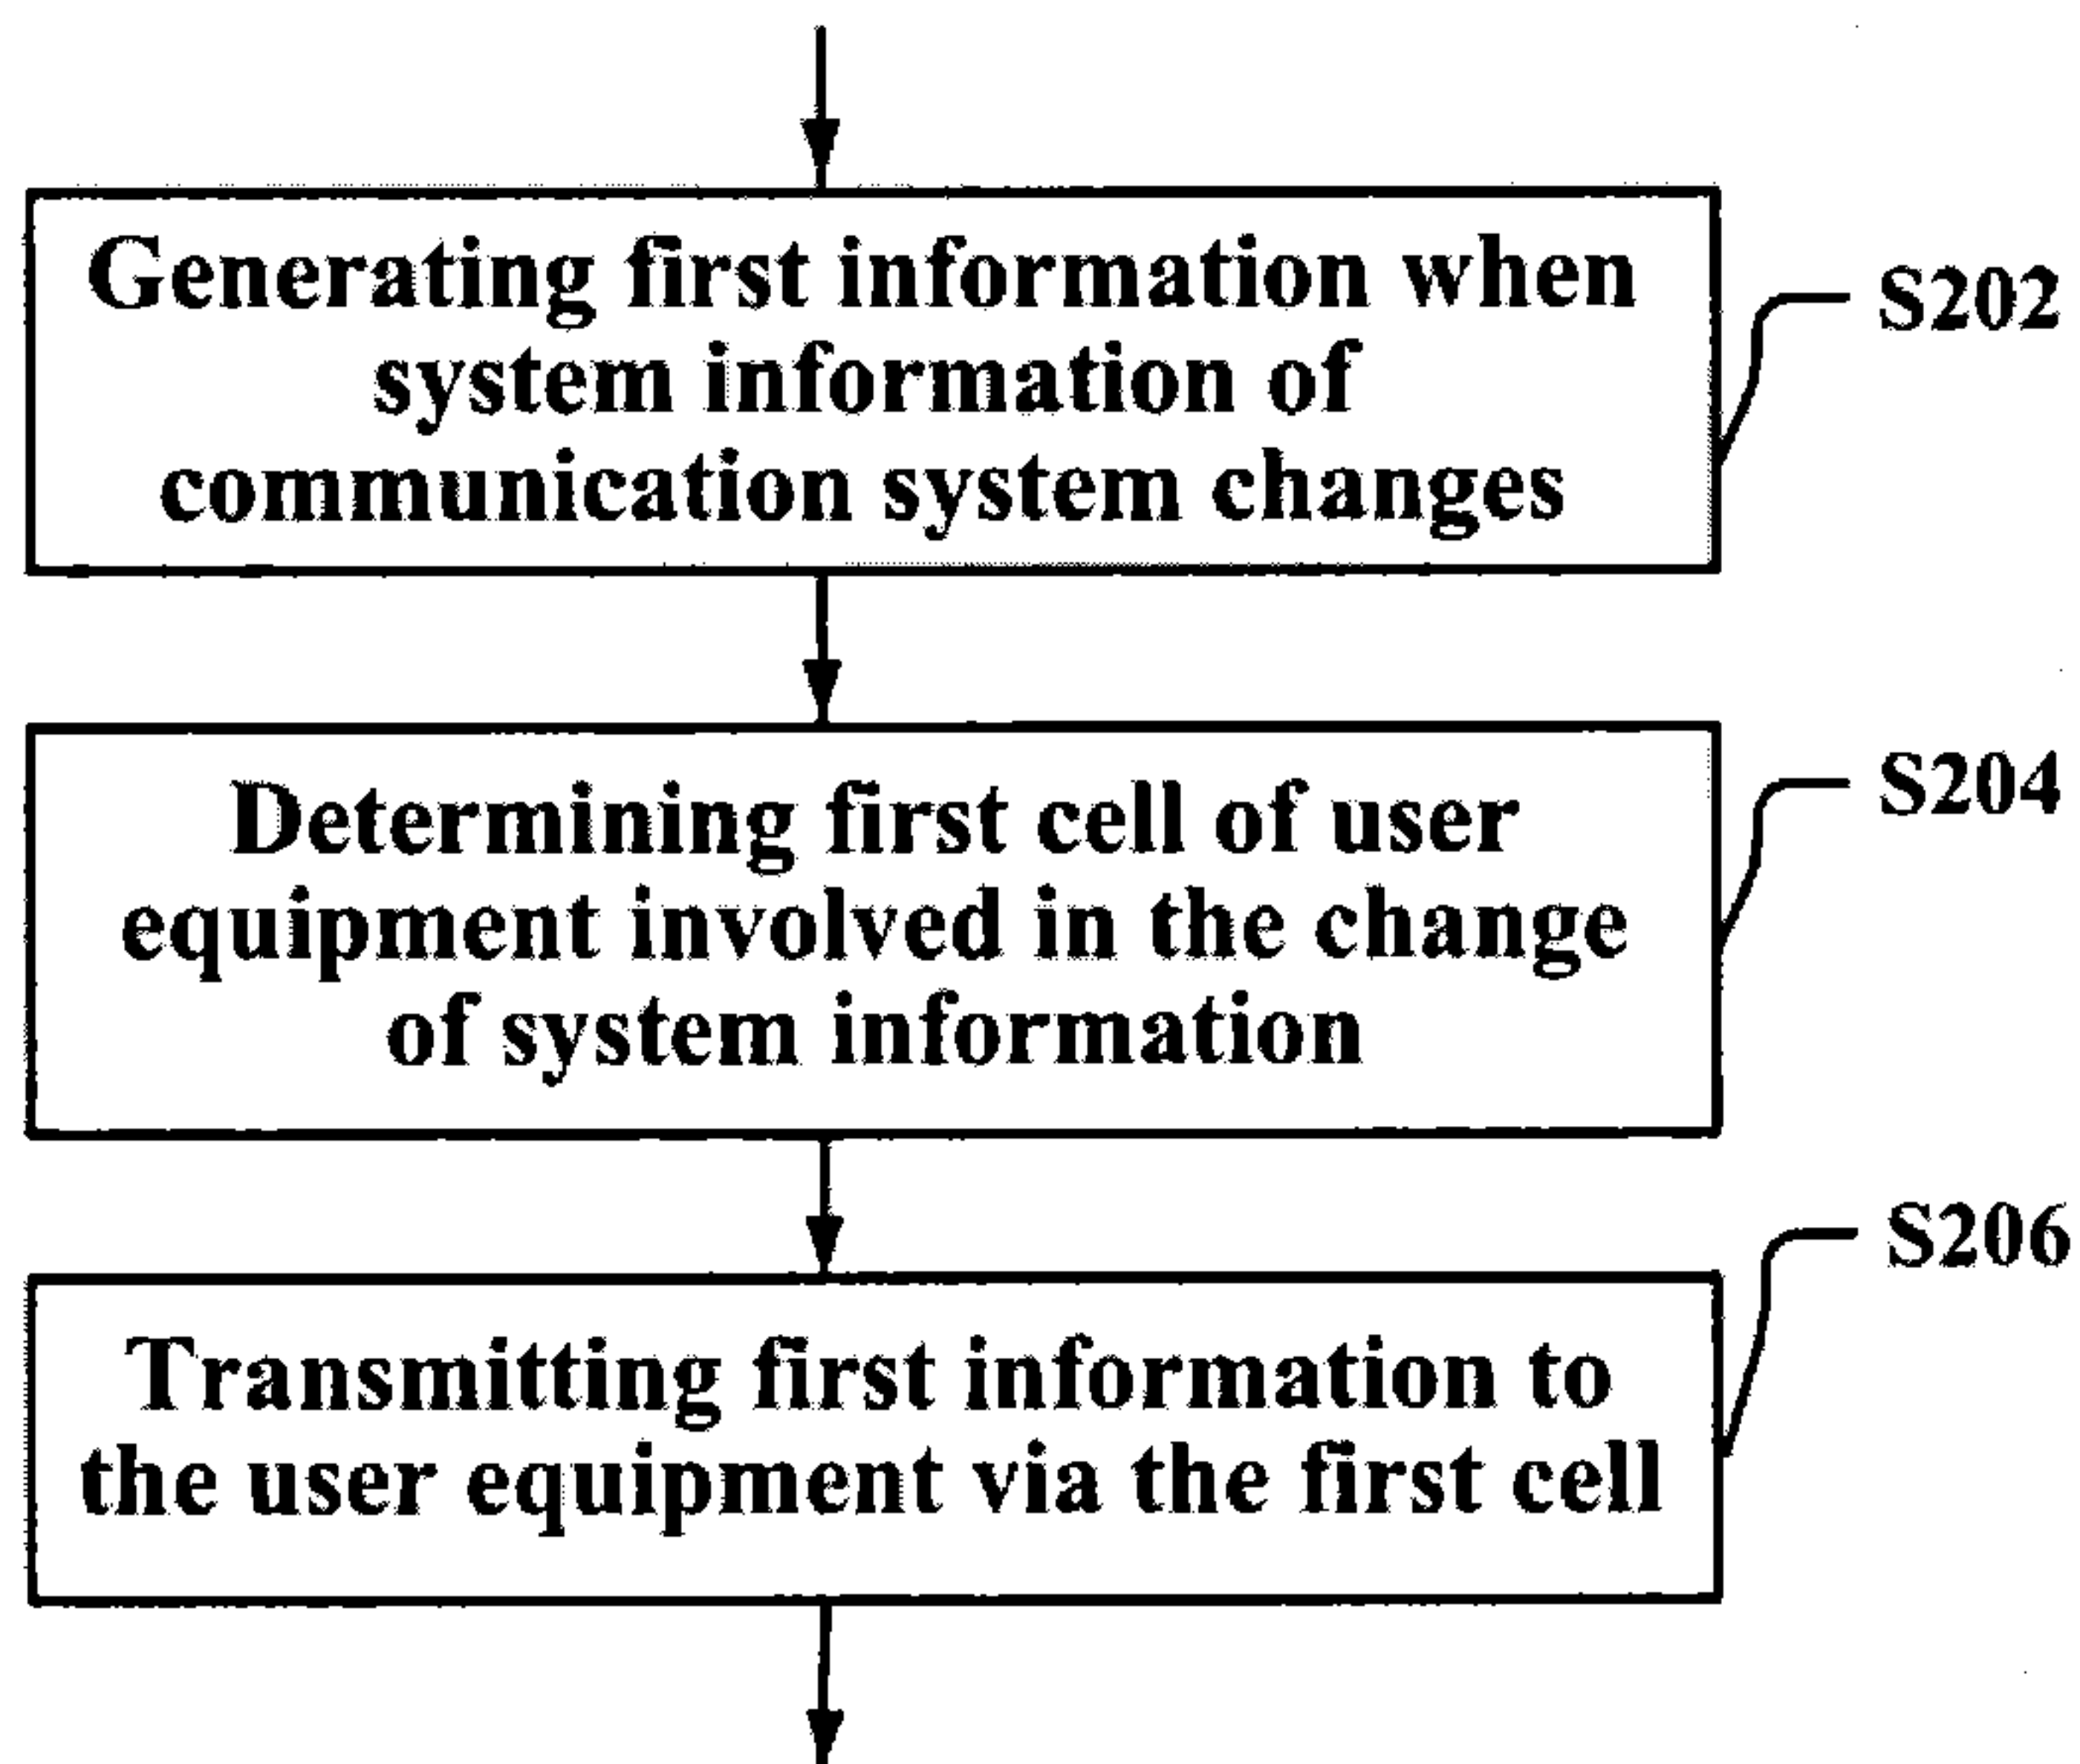 Generating first information when
system information of
communication system changes
S202
Determining first cell of user
equipment involved in the change
of system information
S204
Transmitting first information to
the user equipment via the first cell
S206